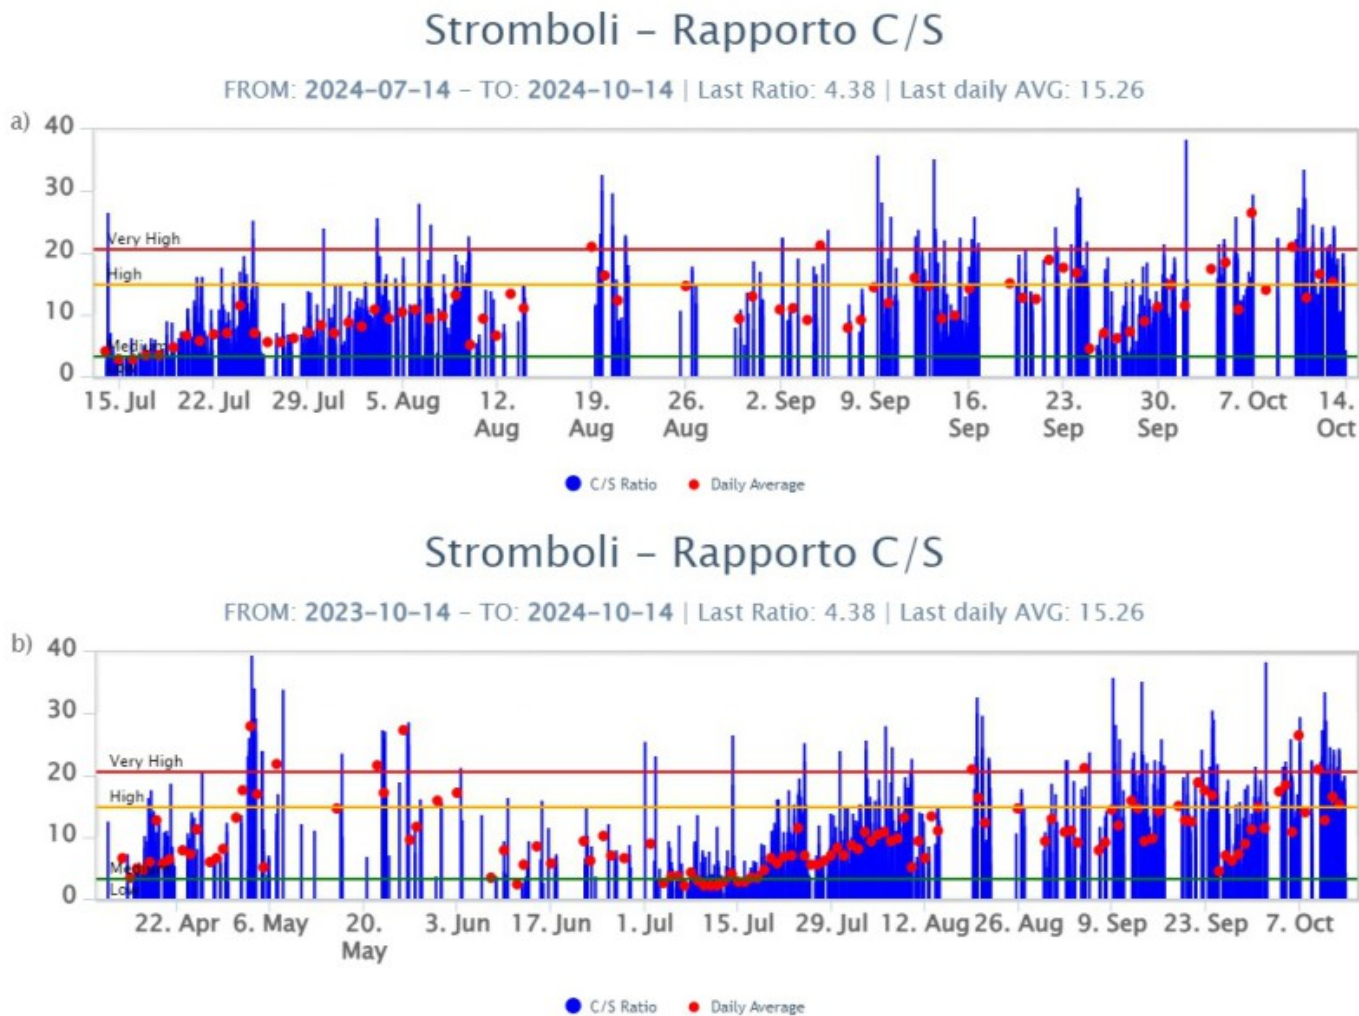 Stromboli – Rapporto C/S
FROM: 2024-07-14 – TO: 2024-10-14 | Last Ratio: 4.38 | Last daily AVG: 15.26
a)
40
30
20
10
0
Very High
High
Medium
Low
15. Jul 22. Jul 29. Jul 5. Aug 12. Aug 19. Aug 26. Aug 2. Sep 9. Sep 16. Sep 23. Sep 30. Sep 7. Oct 14. Oct
C/S Ratio Daily Average
Stromboli – Rapporto C/S
FROM: 2023-10-14 – TO: 2024-10-14 | Last Ratio: 4.38 | Last daily AVG: 15.26
b)
40
30
20
10
0
Very High
High
Low
22. Apr 6. May 20. May 3. Jun 17. Jun 1. Jul 15. Jul 29. Jul 12. Aug 26. Aug 9. Sep 23. Sep 7. Oct
C/S Ratio Daily Average